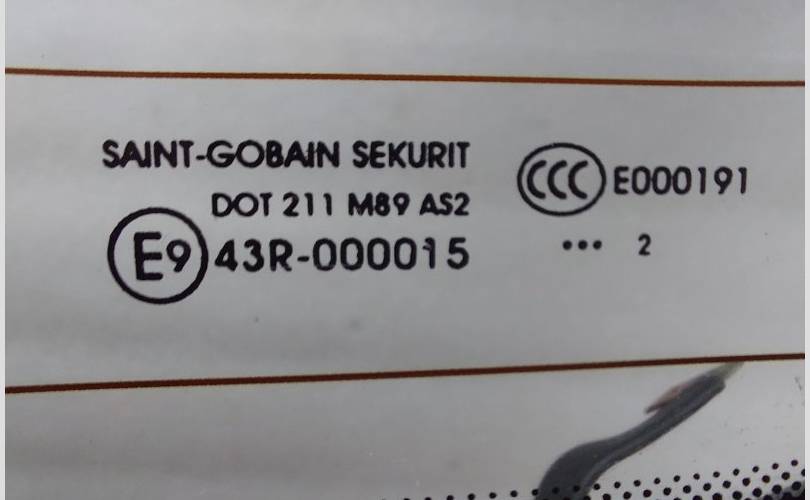 SAINT-GOBAIN SEKURIT
DOT 211 M89 AS2
E9 43R-000015
CCC E000191
••• 2